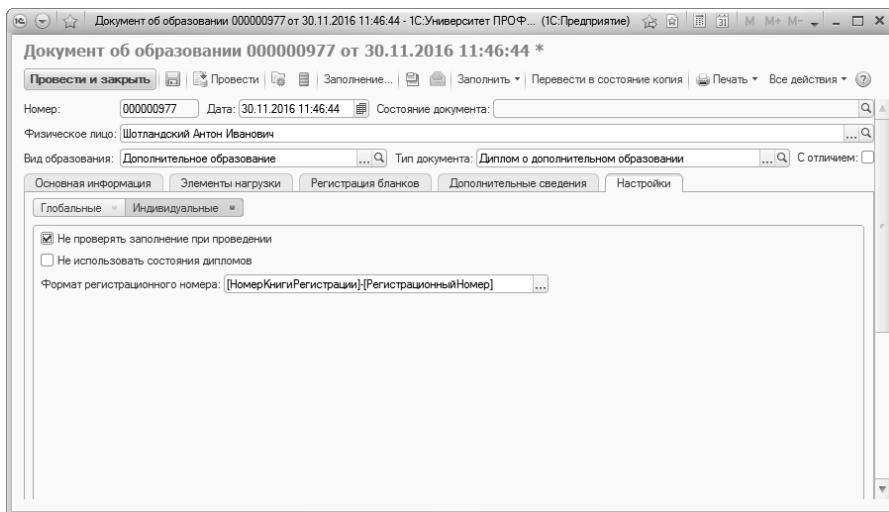 Документ об образовании 000000977 от 30.11.2016 11:46:44 - 1С:Университет ПРОФ... (1С:Предприятие) M M+ M-
Документ об образовании 000000977 от 30.11.2016 11:46:44 *
Провести и закрыть Провести Заполнение... Заполнить Перевести в состояние копия Печать Все действия ?
Номер: 000000977 Дата: 30.11.2016 11:46:44 Состояние документа:
Физическое лицо: Шотландский Антон Иванович ...
Вид образования: Дополнительное образование ... Тип документа: Диплом о дополнительном образовании ... С отличием:
Основная информация Элементы нагрузки Регистрация бланков Дополнительные сведения Настройки
Глобальные Индивидуальные
Не проверять заполнение при проведении
Не использовать состояния дипломов
Формат регистрационного номера: [НомерКнигиРегистрации]-[РегистрационныйНомер] ...